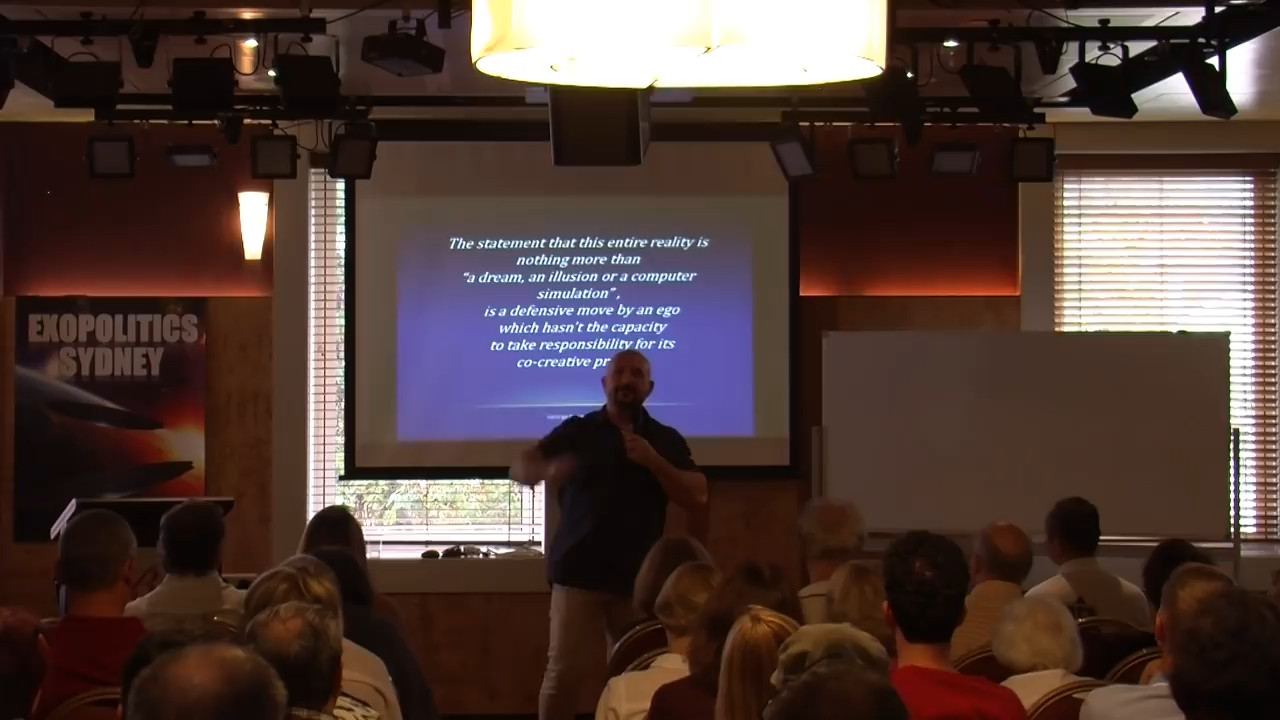 EXOPOLITICS
SYDNEY
The statement that this entire reality is
nothing more than
“a dream, an illusion or a computer
simulation”,
is a defensive move by an ego
which hasn't the capacity
to take responsibility for its
co-creative